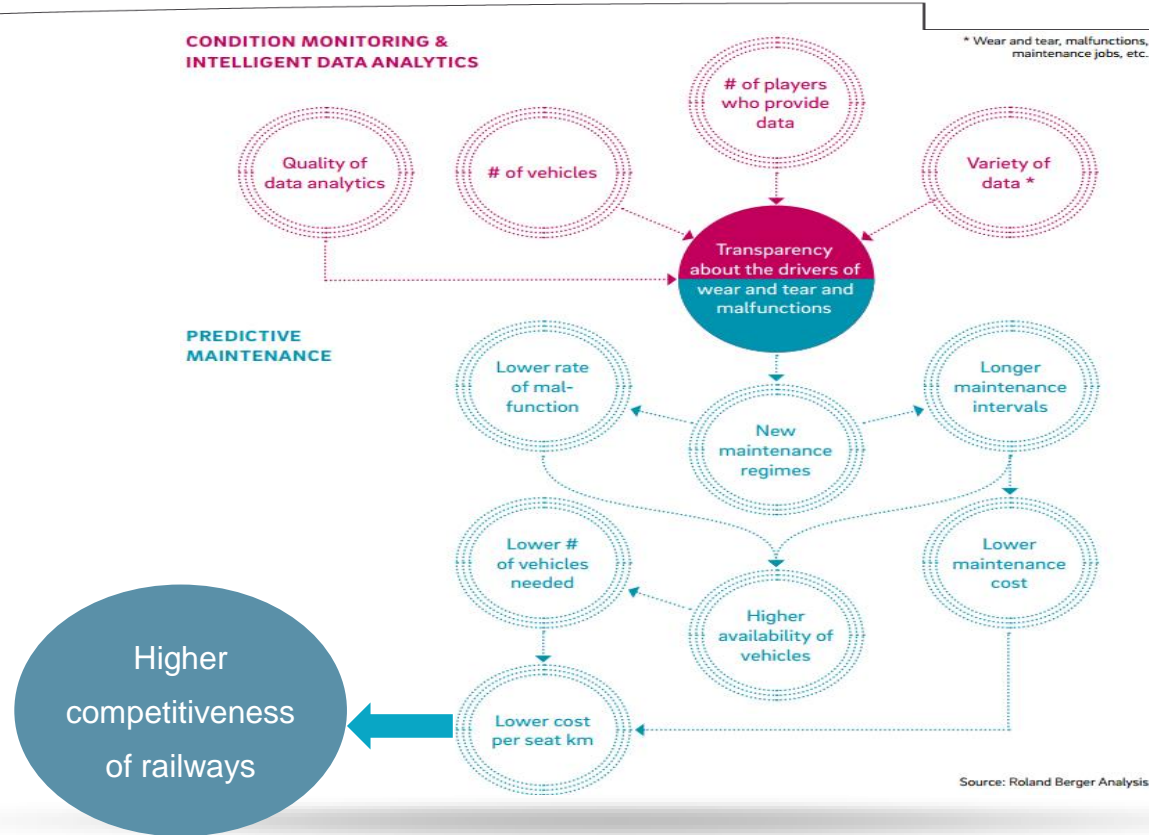 CONDITION MONITORING &
INTELLIGENT DATA ANALYTICS
* Wear and tear, malfunctions,
maintenance jobs, etc.
# of players
who provide
data
Quality of
data analytics
# of vehicles
Variety of
data *
Transparency
about the drivers of
wear and tear and
malfunctions
PREDICTIVE
MAINTENANCE
Lower rate
of mal-
function
New
maintenance
regimes
Longer
maintenance
intervals
Lower #
of vehicles
needed
Higher
availability of
vehicles
Lower
maintenance
cost
Lower cost
per seat km
Higher
competitiveness
of railways
Source: Roland Berger Analysis